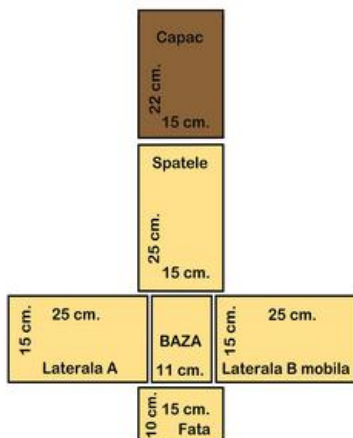 Capac
22 cm.
15 cm.
Spatele
25 cm.
15 cm.
15 cm.
25 cm.
Laterala A
BAZA
11 cm.
15 cm.
25 cm.
Laterala B mobila
10 cm.
15 cm.
Fata